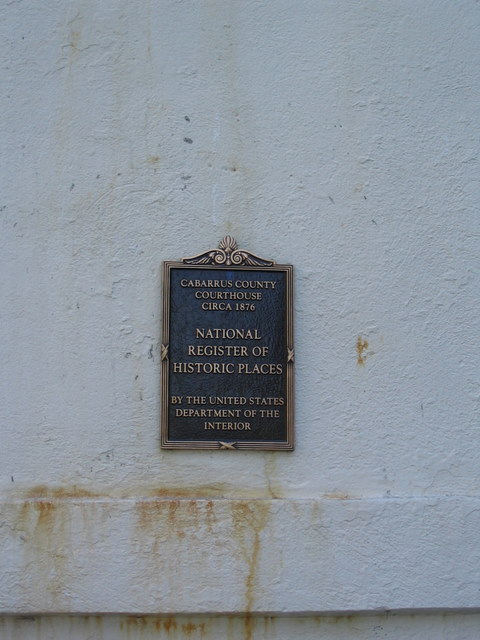 CABARRUS COUNTY
COURTHOUSE
CIRCA 1876
NATIONAL
REGISTER OF
HISTORIC PLACES
BY THE UNITED STATES
DEPARTMENT OF THE
INTERIOR